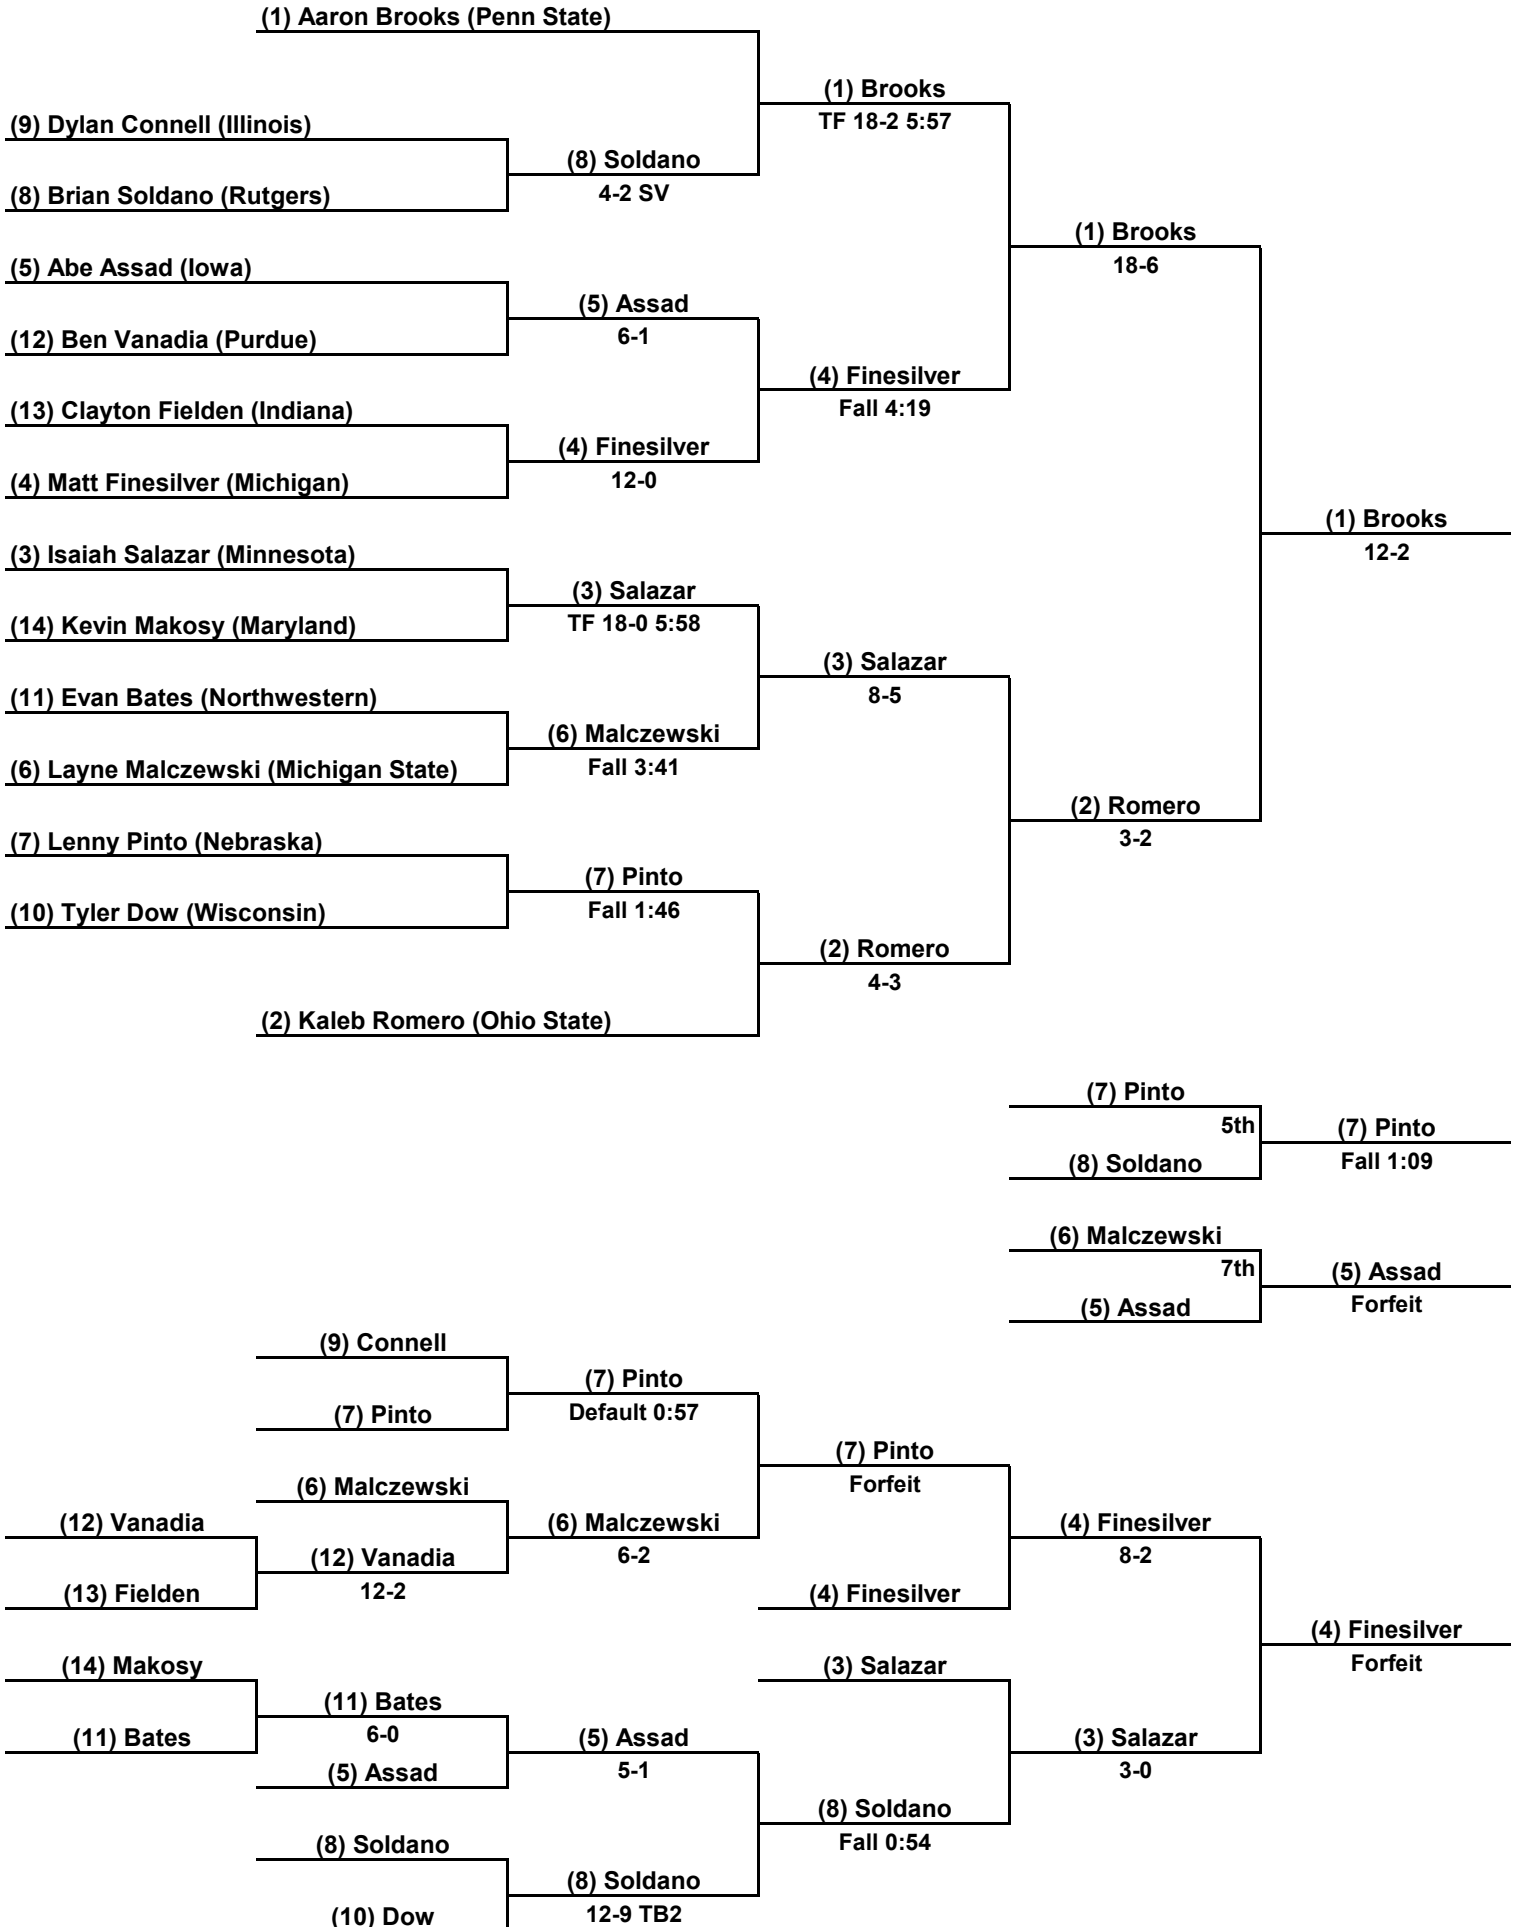 (1) Aaron Brooks (Penn State)
(1) Brooks
TF 18-2 5:57
(9) Dylan Connell (Illinois)
(8) Soldano
4-2 SV
(8) Brian Soldano (Rutgers)
(1) Brooks
18-6
(5) Abe Assad (Iowa)
(5) Assad
6-1
(12) Ben Vanadia (Purdue)
(4) Finesilver
Fall 4:19
(13) Clayton Fielden (Indiana)
(4) Finesilver
12-0
(4) Matt Finesilver (Michigan)
(1) Brooks
12-2
(3) Isaiah Salazar (Minnesota)
(3) Salazar
TF 18-0 5:58
(14) Kevin Makosy (Maryland)
(3) Salazar
8-5
(11) Evan Bates (Northwestern)
(6) Malczewski
Fall 3:41
(6) Layne Malczewski (Michigan State)
(2) Romero
3-2
(7) Lenny Pinto (Nebraska)
(7) Pinto
Fall 1:46
(10) Tyler Dow (Wisconsin)
(2) Romero
4-3
(2) Kaleb Romero (Ohio State)
(7) Pinto
5th
(7) Pinto
Fall 1:09
(8) Soldano
(6) Malczewski
7th
(5) Assad
Forfeit
(5) Assad
(9) Connell
(7) Pinto
Default 0:57
(7) Pinto
(7) Pinto
Forfeit
(6) Malczewski
(12) Vanadia
(6) Malczewski
6-2
(4) Finesilver
8-2
(12) Vanadia
12-2
(13) Fielden
(4) Finesilver
(4) Finesilver
Forfeit
(14) Makosy
(3) Salazar
(11) Bates
6-0
(11) Bates
(5) Assad
5-1
(3) Salazar
3-0
(5) Assad
(8) Soldano
Fall 0:54
(8) Soldano
(8) Soldano
12-9 TB2
(10) Dow